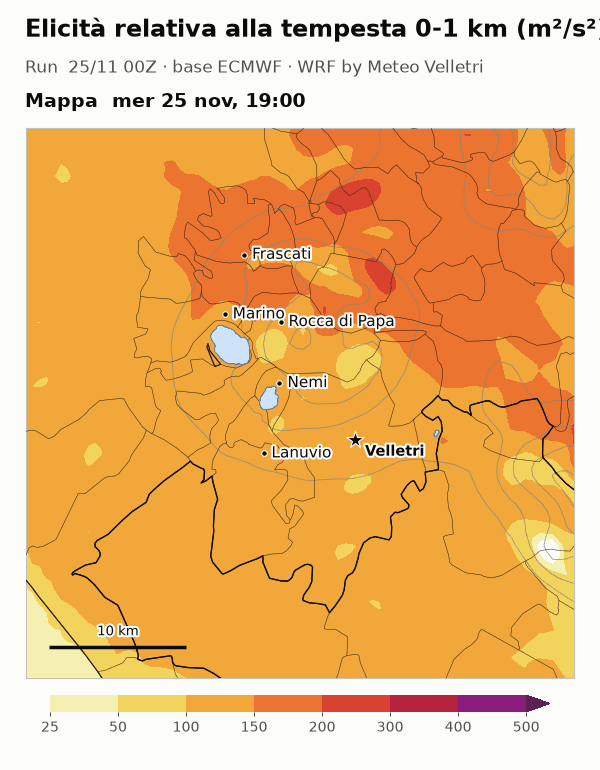 Elicità relativa alla tempesta 0-1 km (m²/s²)
Run 25/11 00Z · base ECMWF · WRF by Meteo Velletri
Mappa mer 25 nov, 19:00
Frascati
Marino
Rocca di Papa
Nemi
Velletri
Lanuvio
10 km
25 50 100 150 200 300 400 500